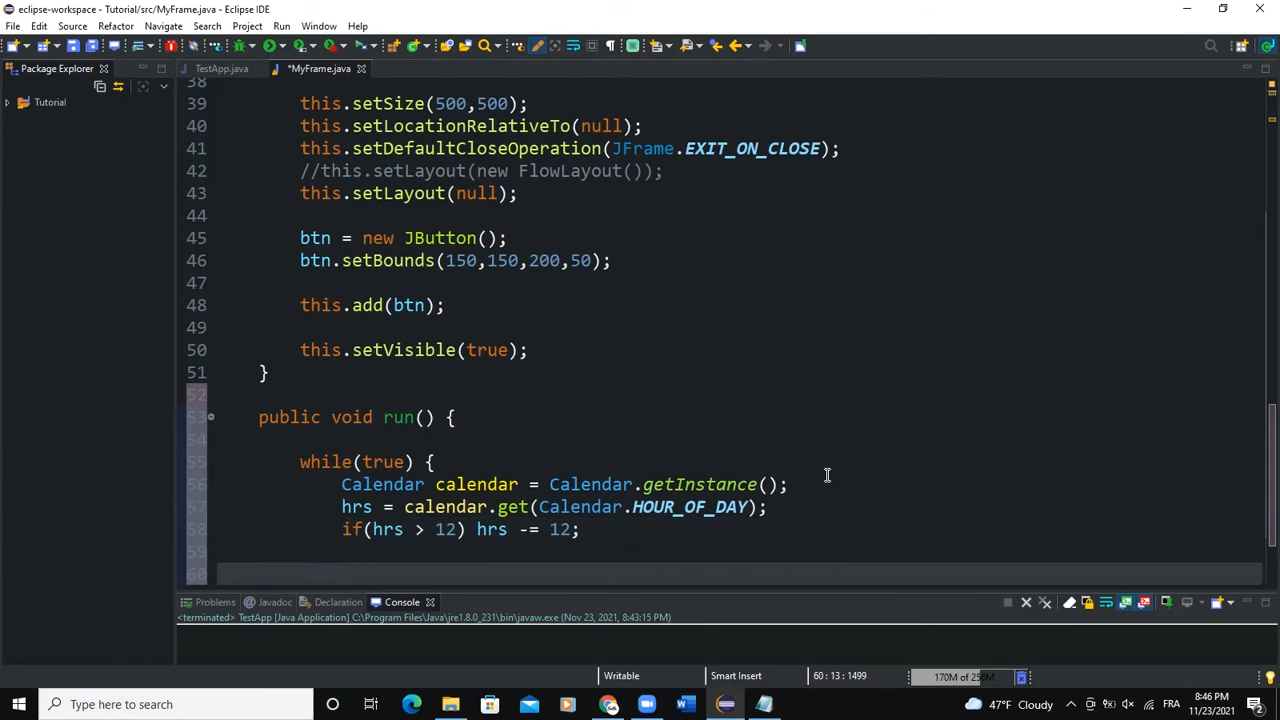 eclipse-workspace - Tutorial/src/MyFrame.java - Eclipse IDE
File Edit Source Refactor Navigate Search Project Run Window Help
Package Explorer
TestApp.java
*MyFrame.java
Tutorial
38
39 this.setSize(500,500);
40 this.setLocationRelativeTo(null);
41 this.setDefaultCloseOperation(JFrame.EXIT_ON_CLOSE);
42 //this.setLayout(new FlowLayout());
43 this.setLayout(null);
44
45 btn = new JButton();
46 btn.setBounds(150,150,200,50);
47
48 this.add(btn);
49
50 this.setVisible(true);
51 }
52
53 public void run() {
54
55 while(true) {
56 Calendar calendar = Calendar.getInstance();
57 hrs = calendar.get(Calendar.HOUR_OF_DAY);
58 if(hrs > 12) hrs -= 12;
59
60
Problems Javadoc Declaration Console
<terminated> TestApp [Java Application] C:\Program Files\Java\jre1.8.0_231\bin\javaw.exe (Nov 23, 2021, 8:43:15 PM)
Writable Smart Insert 60 : 13 : 1499 170M of 256M
Type here to search
47°F Cloudy
FRA
8:46 PM
11/23/2021
2